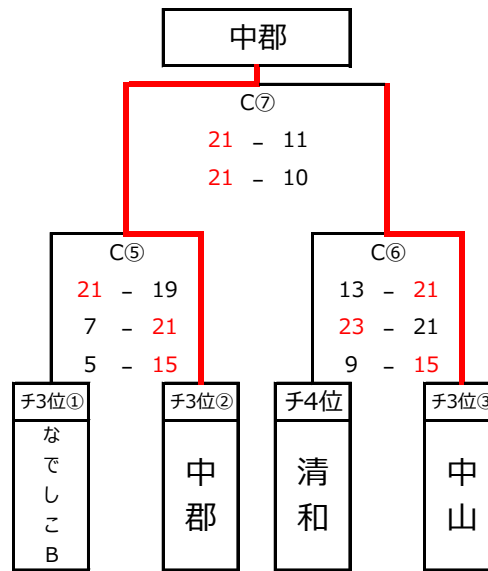 中郡
C⑦
21 – 11
21 – 10
C⑤ C⑥
21 – 19 13 – 21
7 – 21 23 – 21
5 – 15 9 – 15
チ3位① チ3位② チ4位 チ3位③
なでしこB
中郡
清和
中山